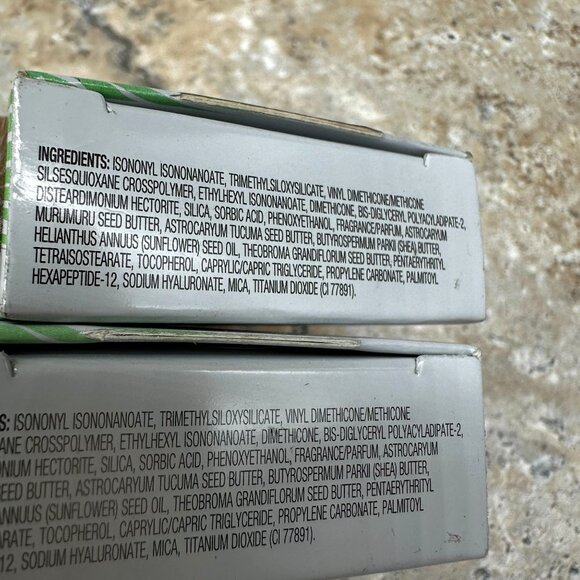 INGREDIENTS: ISONONYL ISONONANOATE, TRIMETHYLSILOXYSILICATE, VINYL DIMETHICONE/METHICONE
SILSESQUIOXANE CROSSPOLYMER, ETHYLHEXYL ISONONANOATE, DIMETHICONE, BIS-DIGLYCERYL POLYACYLADIPATE-2,
DISTEARDIMONIUM HECTORITE, SILICA, SORBIC ACID, PHENOXYETHANOL, FRAGRANCE/PARFUM, ASTROCARYUM
MURUMURU SEED BUTTER, ASTROCARYUM TUCUMA SEED BUTTER, BUTYROSPERMUM PARKII (SHEA) BUTTER,
HELIANTHUS ANNUUS (SUNFLOWER) SEED OIL, THEOBROMA GRANDIFLORUM SEED BUTTER, PENTAERYTHRITYL
TETRAISOSTEARATE, TOCOPHEROL, CAPRYLIC/CAPRIC TRIGLYCERIDE, PROPYLENE CARBONATE, PALMITOYL
HEXAPEPTIDE-12, SODIUM HYALURONATE, MICA, TITANIUM DIOXIDE (CI 77891).
S: ISONONYL ISONONANOATE, TRIMETHYLSILOXYSILICATE, VINYL DIMETHICONE/METHICONE
ANE CROSSPOLYMER, ETHYLHEXYL ISONONANOATE, DIMETHICONE, BIS-DIGLYCERYL POLYACYLADIPATE-2,
ONIUM HECTORITE, SILICA, SORBIC ACID, PHENOXYETHANOL, FRAGRANCE/PARFUM, ASTROCARYUM
EED BUTTER, ASTROCARYUM TUCUMA SEED BUTTER, BUTYROSPERMUM PARKII (SHEA) BUTTER,
ANNUUS (SUNFLOWER) SEED OIL, THEOBROMA GRANDIFLORUM SEED BUTTER, PENTAERYTHRITYL
ARATE, TOCOPHEROL, CAPRYLIC/CAPRIC TRIGLYCERIDE, PROPYLENE CARBONATE, PALMITOYL
12, SODIUM HYALURONATE, MICA, TITANIUM DIOXIDE (CI 77891).